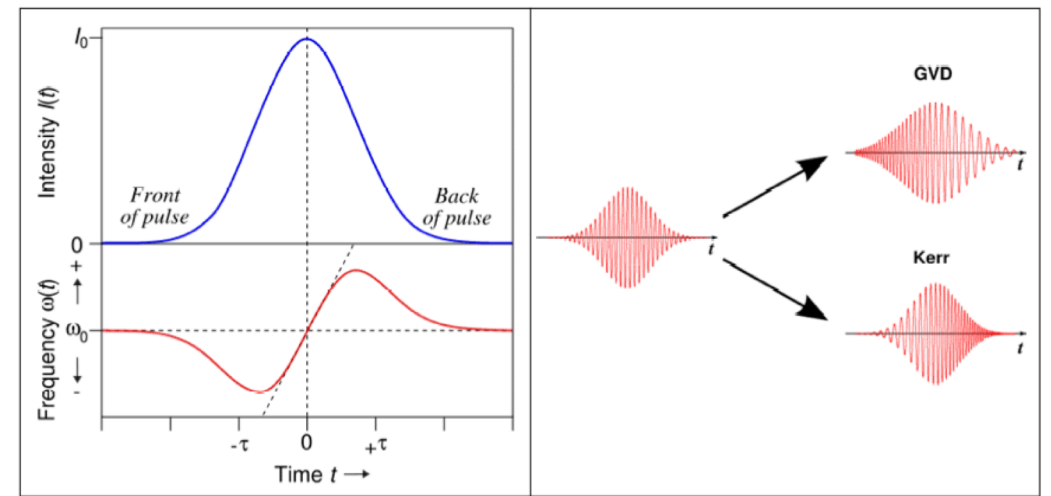 I₀
Intensity I(t)
Front
of pulse
Back
of pulse
0
+
ω₀
-
Frequency ω(t)
-τ
0
+τ
Time t →
t
GVD
t
Kerr
t